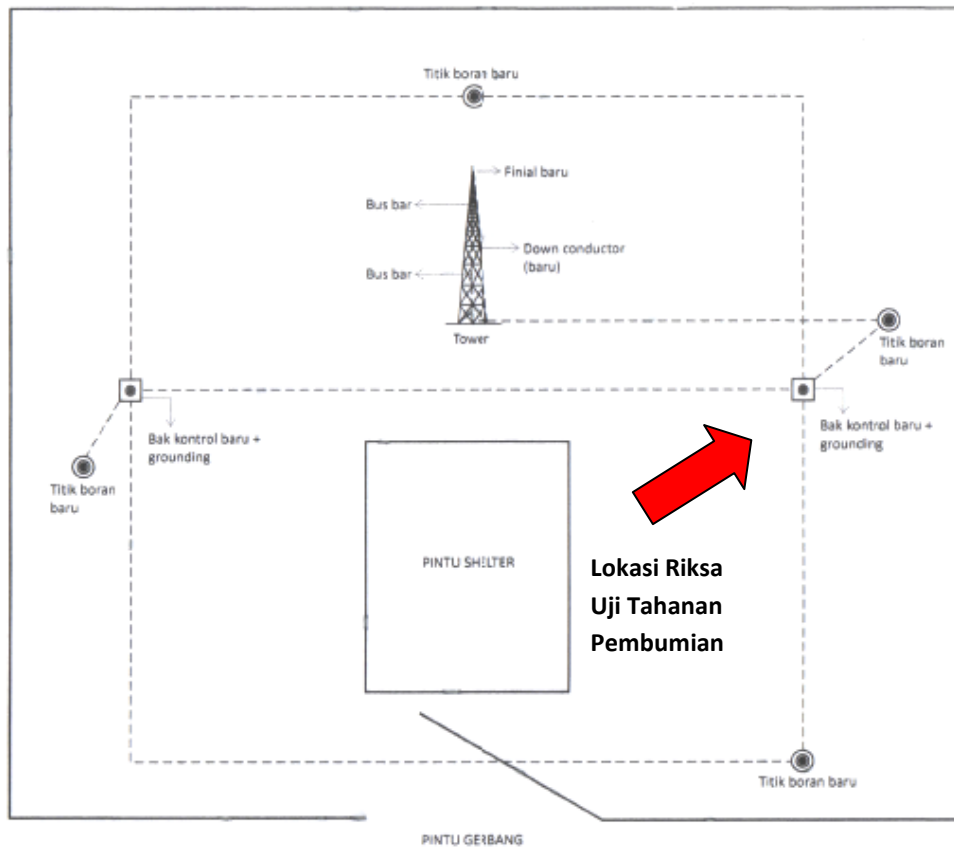 Titik boran baru
Finial baru
Bus bar
Down conductor
(baru)
Bus bar
Tower
Titik boran
baru
Bak kontrol baru +
grounding
Bak kontrol baru +
grounding
Titik boran
baru
PINTU SHELTER
Lokasi Riksa
Uji Tahanan
Pembumian
Titik boran baru
PINTU GERBANG